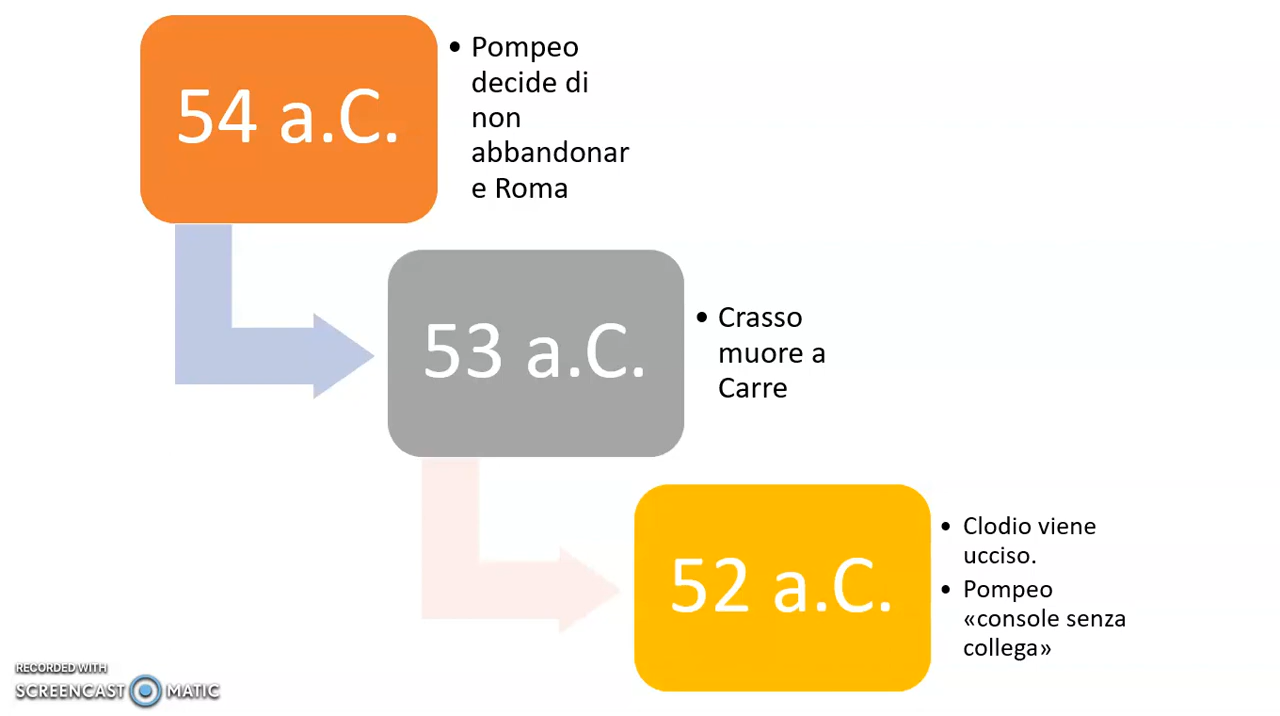 54 a.C.
• Pompeo
decide di
non
abbandonar
e Roma
53 a.C.
• Crasso
muore a
Carre
52 a.C.
• Clodio viene
ucciso.
• Pompeo
«console senza
collega»
RECORDED WITH
SCREENCAST MATIC